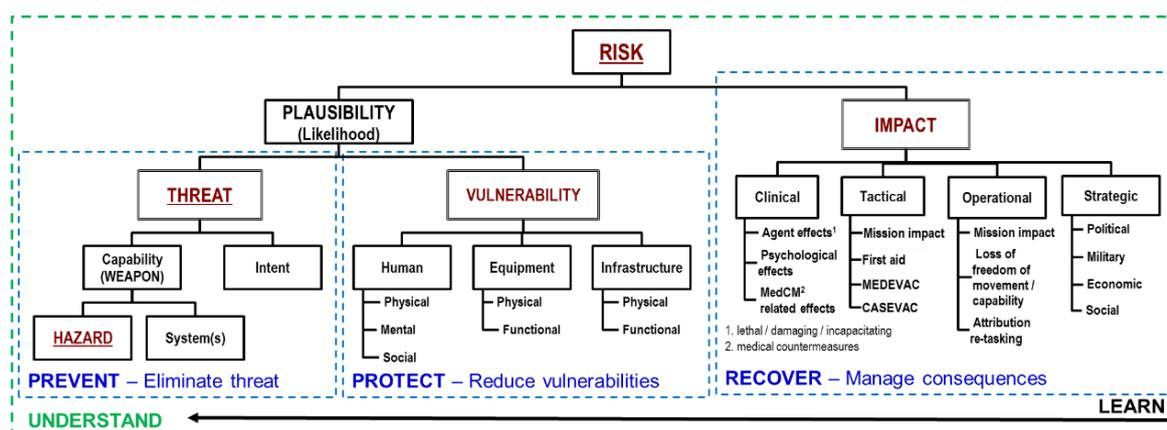 RISK
PLAUSIBILITY
(Likelihood)
IMPACT
THREAT
VULNERABILITY
Clinical
Tactical
Operational
Strategic
Capability
(WEAPON)
Intent
Human
Equipment
Infrastructure
HAZARD
System(s)
Physical
Mental
Social
Physical
Functional
Physical
Functional
Agent effects¹
Psychological
effects
MedCM²
related effects
Mission impact
First aid
MEDEVAC
CASEVAC
Mission impact
Loss of
freedom of
movement /
capability
Attribution
re-tasking
Political
Military
Economic
Social
1. lethal / damaging / incapacitating
2. medical countermeasures
PREVENT – Eliminate threat
PROTECT – Reduce vulnerabilities
RECOVER – Manage consequences
UNDERSTAND
LEARN